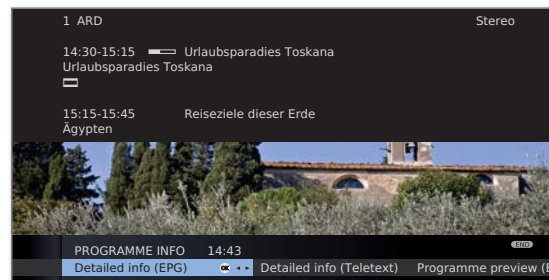 1 ARD Stereo
14:30-15:15 Urlaubsparadies Toskana
Urlaubsparadies Toskana
15:15-15:45 Reiseziele dieser Erde
Ägypten
PROGRAMME INFO 14:43 END
Detailed info (EPG) OK Detailed info (Teletext) Programme preview (